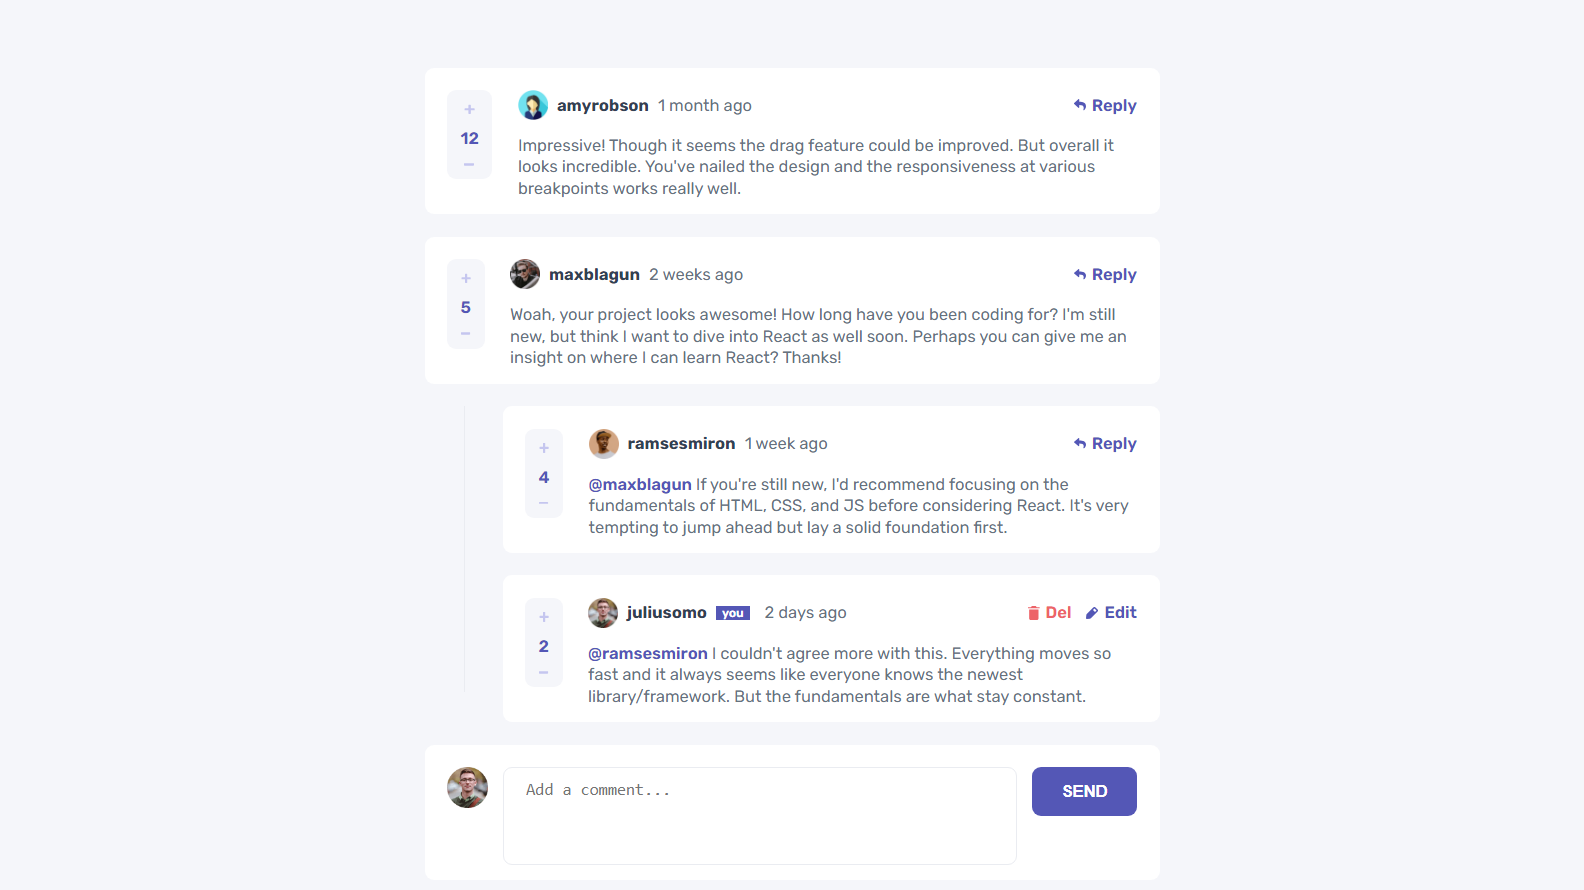 +
12
−
amyrobson 1 month ago
Reply
Impressive! Though it seems the drag feature could be improved. But overall it
looks incredible. You've nailed the design and the responsiveness at various
breakpoints works really well.
+
5
−
maxblagun 2 weeks ago
Reply
Woah, your project looks awesome! How long have you been coding for? I'm still
new, but think I want to dive into React as well soon. Perhaps you can give me an
insight on where I can learn React? Thanks!
+
4
−
ramsesmiron 1 week ago
Reply
@maxblagun If you're still new, I'd recommend focusing on the
fundamentals of HTML, CSS, and JS before considering React. It's very
tempting to jump ahead but lay a solid foundation first.
+
2
−
juliusomo you 2 days ago
Del Edit
@ramsesmiron I couldn't agree more with this. Everything moves so
fast and it always seems like everyone knows the newest
library/framework. But the fundamentals are what stay constant.
Add a comment...
SEND